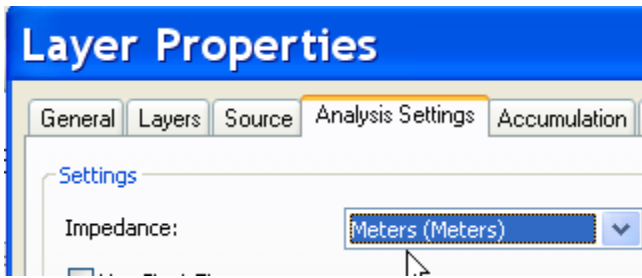 Layer Properties
General Layers Source Analysis Settings Accumulation
Settings
Impedance: Meters (Meters)